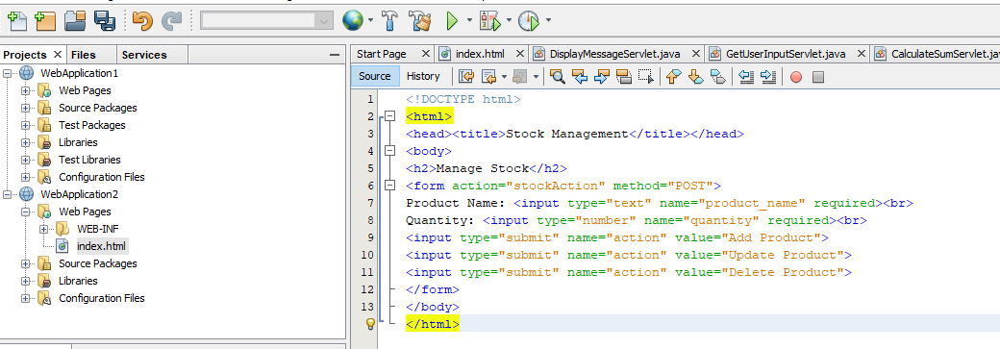 Projects Files Services
WebApplication1
Web Pages
Source Packages
Test Packages
Libraries
Test Libraries
Configuration Files
WebApplication2
Web Pages
WEB-INF
index.html
Source Packages
Libraries
Configuration Files
Start Page index.html DisplayMessageServlet.java GetUserInputServlet.java CalculateSumServlet.jav
Source History
1 <!DOCTYPE html>
2 <html>
3 <head><title>Stock Management</title></head>
4 <body>
5 <h2>Manage Stock</h2>
6 <form action="stockAction" method="POST">
7 Product Name: <input type="text" name="product_name" required><br>
8 Quantity: <input type="number" name="quantity" required><br>
9 <input type="submit" name="action" value="Add Product">
10 <input type="submit" name="action" value="Update Product">
11 <input type="submit" name="action" value="Delete Product">
12 </form>
13 </body>
</html>